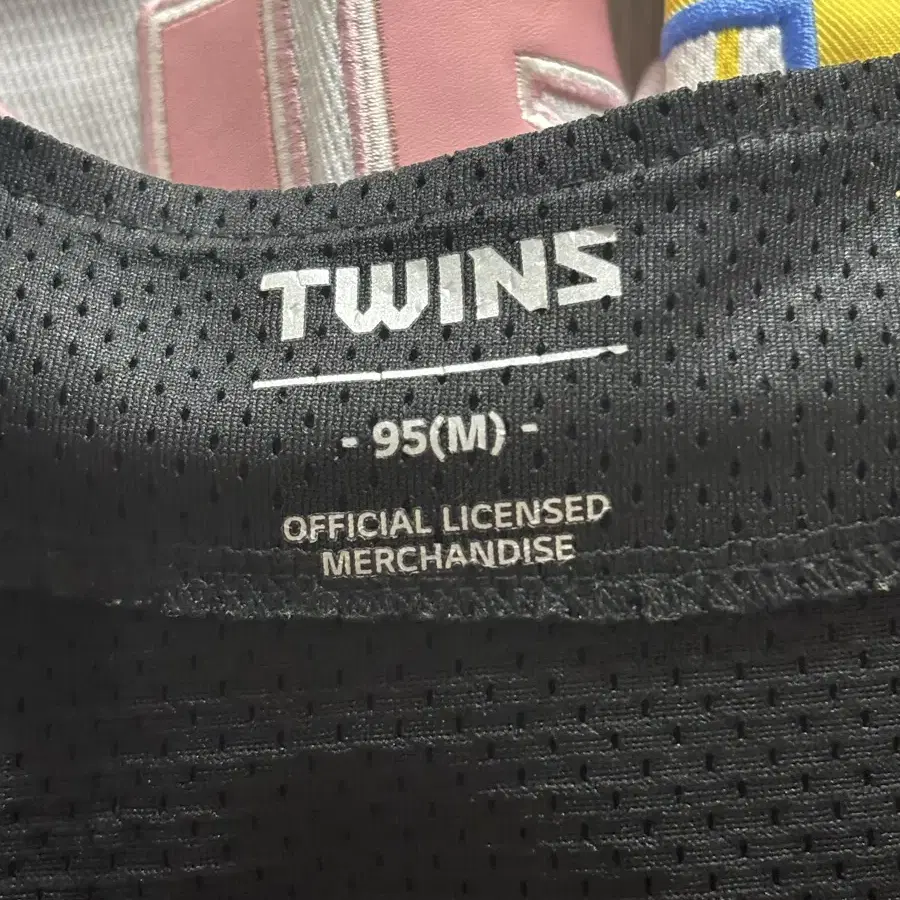 TWINS
- 95(M) -
OFFICIAL LICENSED
MERCHANDISE